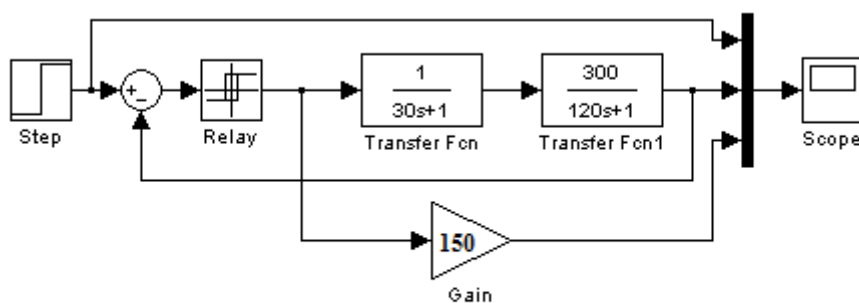 Step
+
−
Relay
1
30s+1
Transfer Fcn
300
120s+1
Transfer Fcn1
Scope
150
Gain